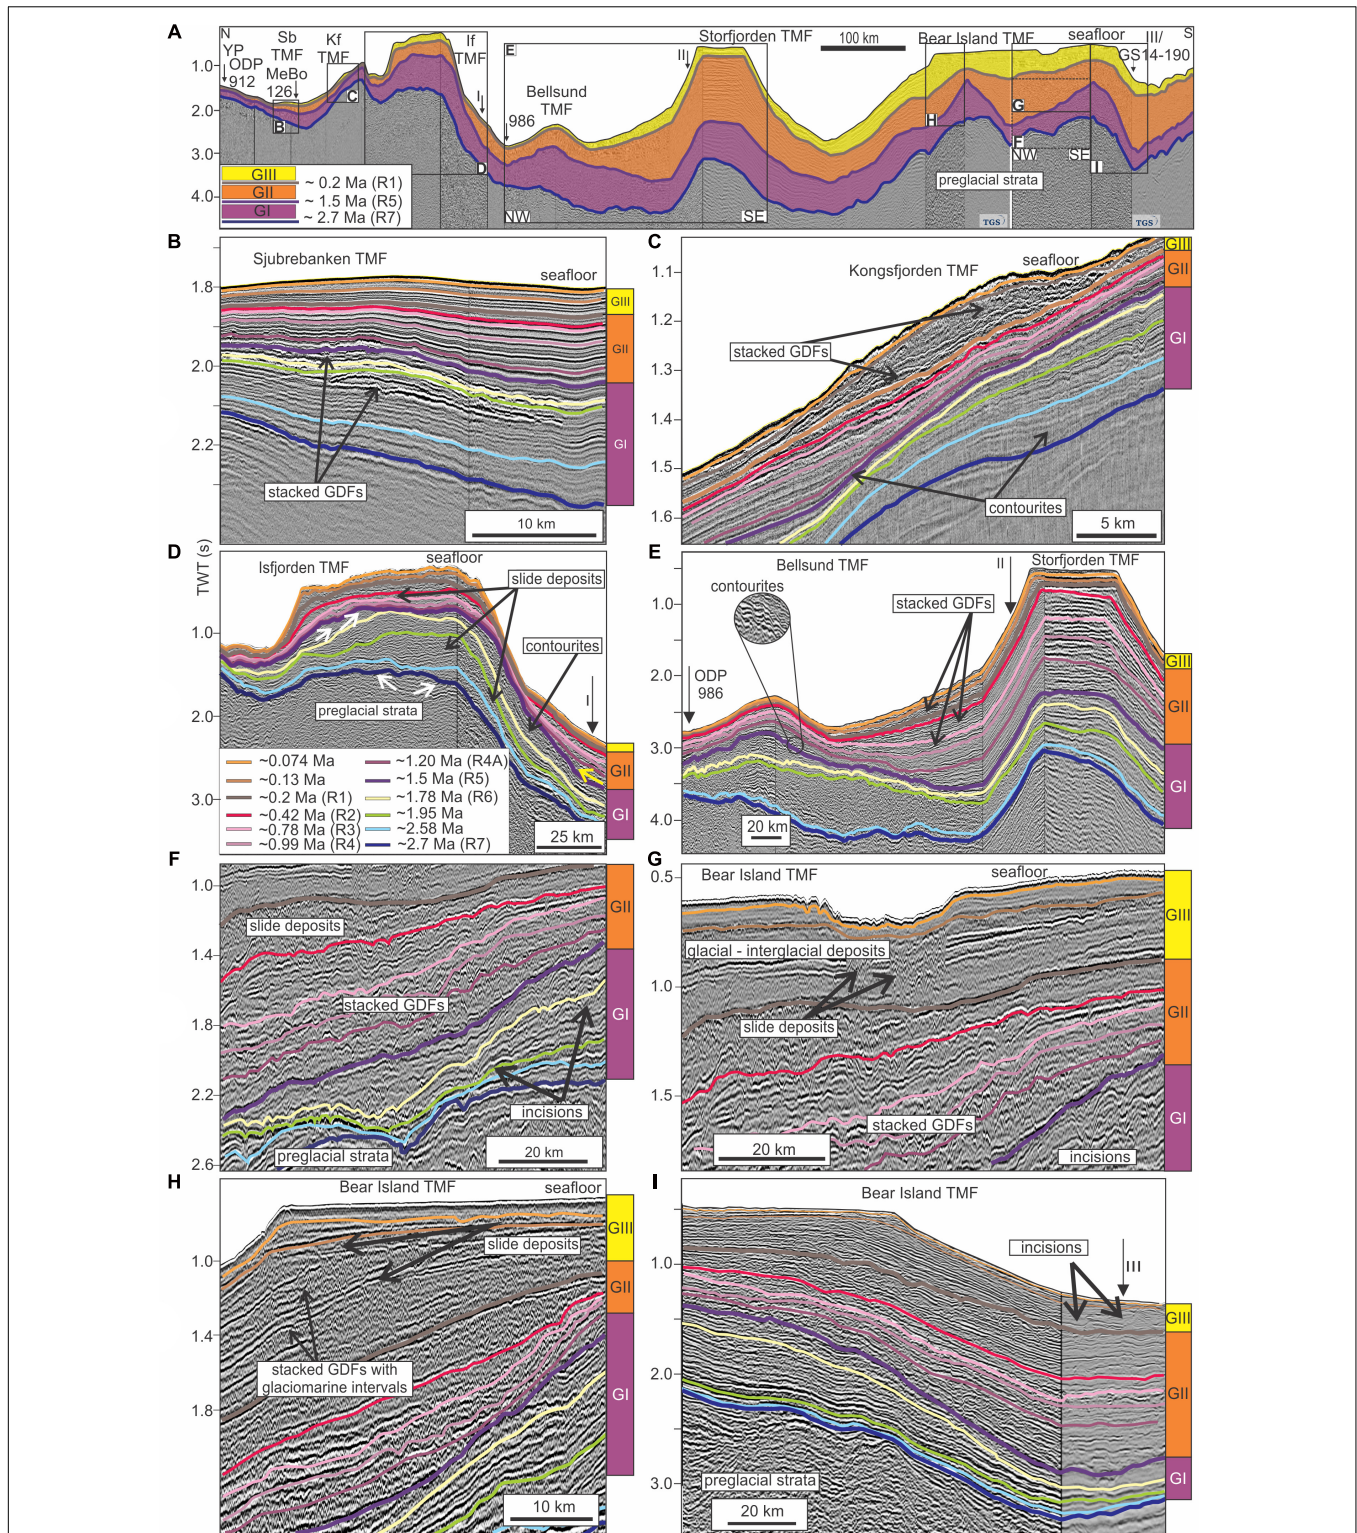 A
N
YP
ODP
912
Sb
TMF
MeBo
126
Kf
TMF
If
TMF
E
Bellsund
TMF
Storfjorden TMF
100 km
Bear Island TMF
seafloor
III/
S
GS14-190
II
I
986
1.0
2.0
3.0
4.0
B
C
D
H
G
F
I
NW
SE
NW
SE
preglacial strata
TGS
TGS
GIII
GII
GI
~ 0.2 Ma (R1)
~ 1.5 Ma (R5)
~ 2.7 Ma (R7)
B
Sjubrebanken TMF
seafloor
1.8
2.0
2.2
stacked GDFs
10 km
GIII
GII
GI
C
Kongsfjorden TMF
seafloor
1.1
1.2
1.3
1.4
1.5
1.6
stacked GDFs
contourites
5 km
GIII
GII
GI
TWT (s)
D
Isfjorden TMF
seafloor
slide deposits
contourites
I
1.0
2.0
3.0
preglacial strata
~0.074 Ma
~0.13 Ma
~0.2 Ma (R1)
~0.42 Ma (R2)
~0.78 Ma (R3)
~0.99 Ma (R4)
~1.20 Ma (R4A)
~1.5 Ma (R5)
~1.78 Ma (R6)
~1.95 Ma
~2.58 Ma
~2.7 Ma (R7)
25 km
GII
GI
E
Bellsund TMF
II
Storfjorden TMF
contourites
stacked GDFs
ODP
986
1.0
2.0
3.0
4.0
20 km
GIII
GII
GI
F
1.0
1.4
1.8
2.2
2.6
slide deposits
stacked GDFs
incisions
preglacial strata
20 km
GII
GI
G
Bear Island TMF
seafloor
0.5
1.0
1.5
glacial - interglacial deposits
slide deposits
stacked GDFs
20 km
incisions
GIII
GII
GI
H
Bear Island TMF
seafloor
1.0
1.4
1.8
slide deposits
stacked GDFs with
glaciomarine intervals
10 km
GIII
GII
GI
I
Bear Island TMF
incisions
III
1.0
2.0
3.0
preglacial strata
20 km
GIII
GII
GI